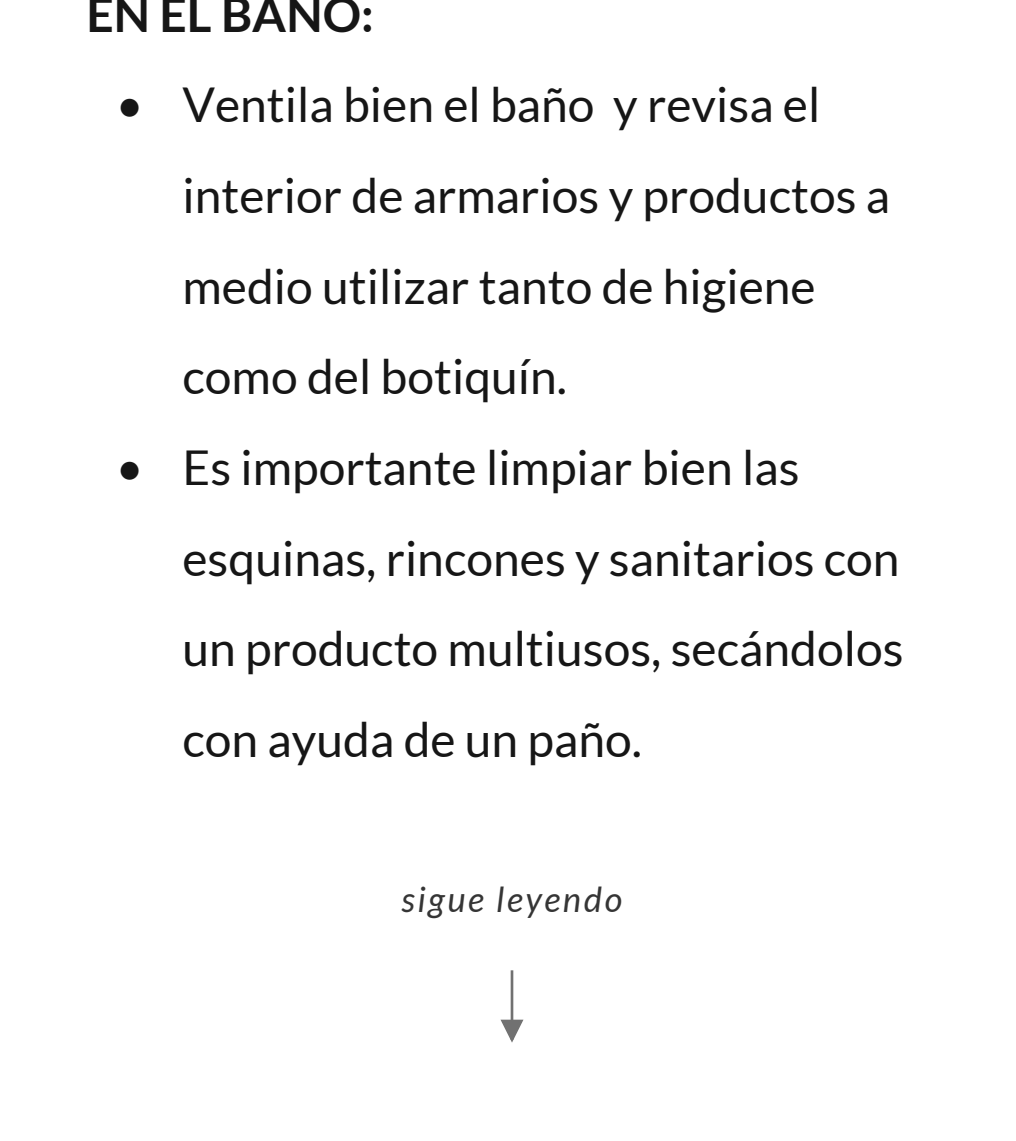 EN EL BAÑO:
• Ventila bien el baño  y revisa el
interior de armarios y productos a
medio utilizar tanto de higiene
como del botiquín.
• Es importante limpiar bien las
esquinas, rincones y sanitarios con
un producto multiusos, secándolos
con ayuda de un paño.
sigue leyendo